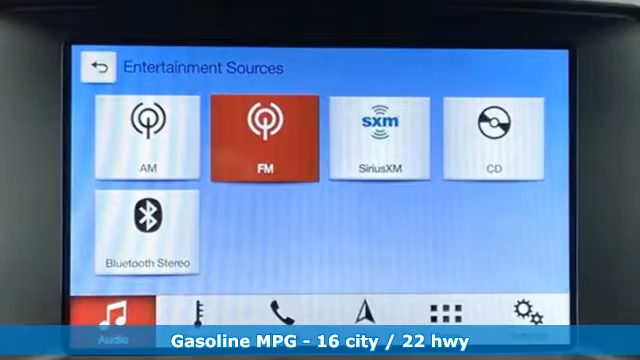 Entertainment Sources
AM
FM
sxm
SiriusXM
CD
Bluetooth Stereo
Audio
Gasoline MPG - 16 city / 22 hwy